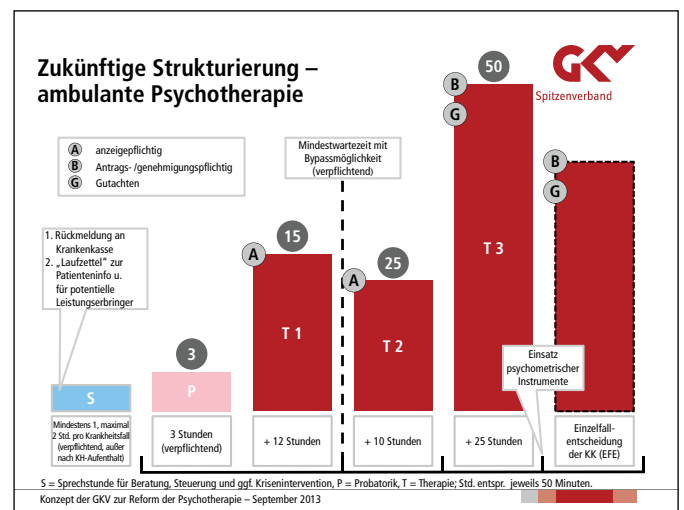 Zukünftige Strukturierung –
ambulante Psychotherapie
GKV
Spitzenverband
A anzeigepflichtig
B Antrags- /genehmigungspflichtig
G Gutachten
Mindestwartezeit mit
Bypassmöglichkeit
(verpflichtend)
1. Rückmeldung an
Krankenkasse
2. „Laufzettel“ zur
Patienteninfo u.
für potentielle
Leistungserbringer
S
3
P
A
15
T 1
A
25
T 2
50
B
G
T 3
B
G
Einsatz
psychometrischer
Instrumente
Mindestens 1, maximal
2 Std. pro Krankheitsfall
(verpflichtend, außer
nach KH-Aufenthalt)
3 Stunden
(verpflichtend)
+ 12 Stunden
+ 10 Stunden
+ 25 Stunden
Einzelfall-
entscheidung
der KK (EFE)
S = Sprechstunde für Beratung, Steuerung und ggf. Krisenintervention, P = Probatorik, T = Therapie; Std. entspr. jeweils 50 Minuten.
Konzept der GKV zur Reform der Psychotherapie – September 2013